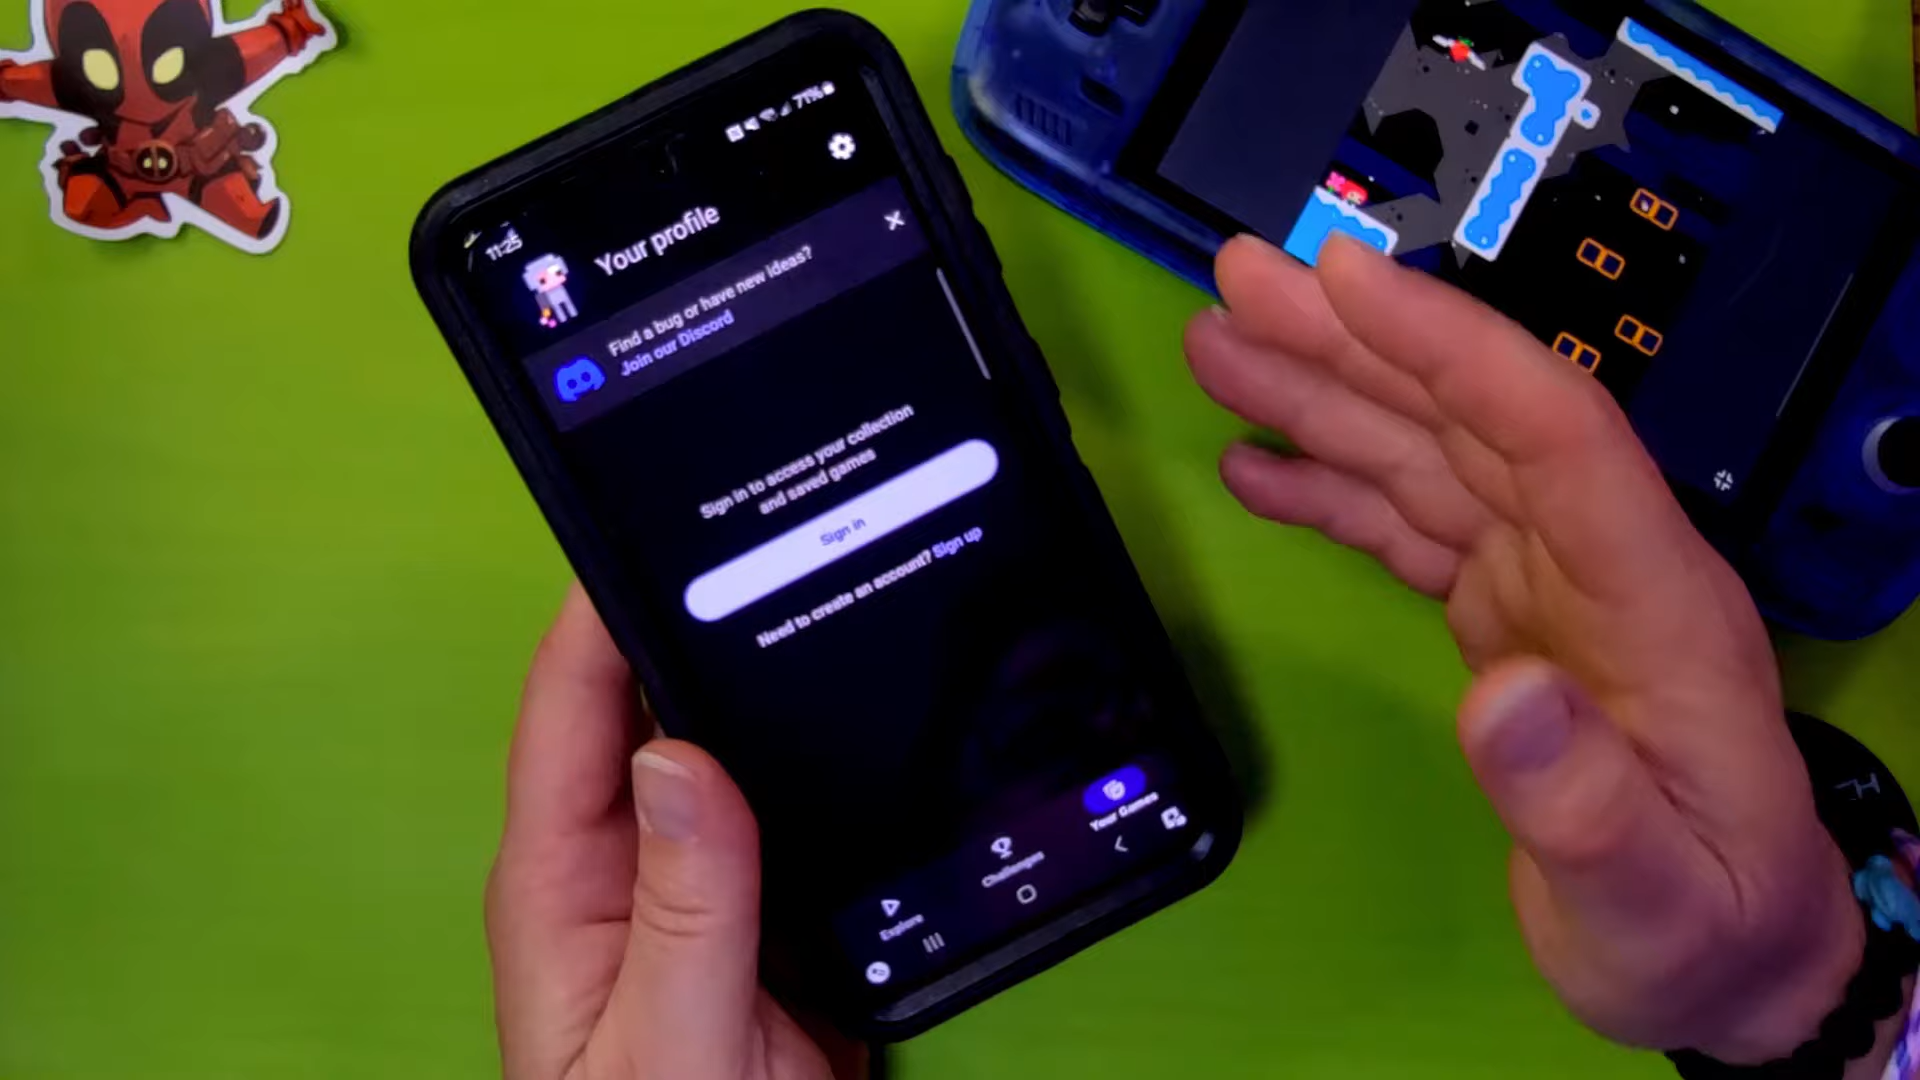 71%
11:25
Your profile
Find a bug or have new ideas?
Join our Discord
Sign in to access your collection
and saved games
Sign in
Need to create an account? Sign up
Your Games
Challenges
Explore